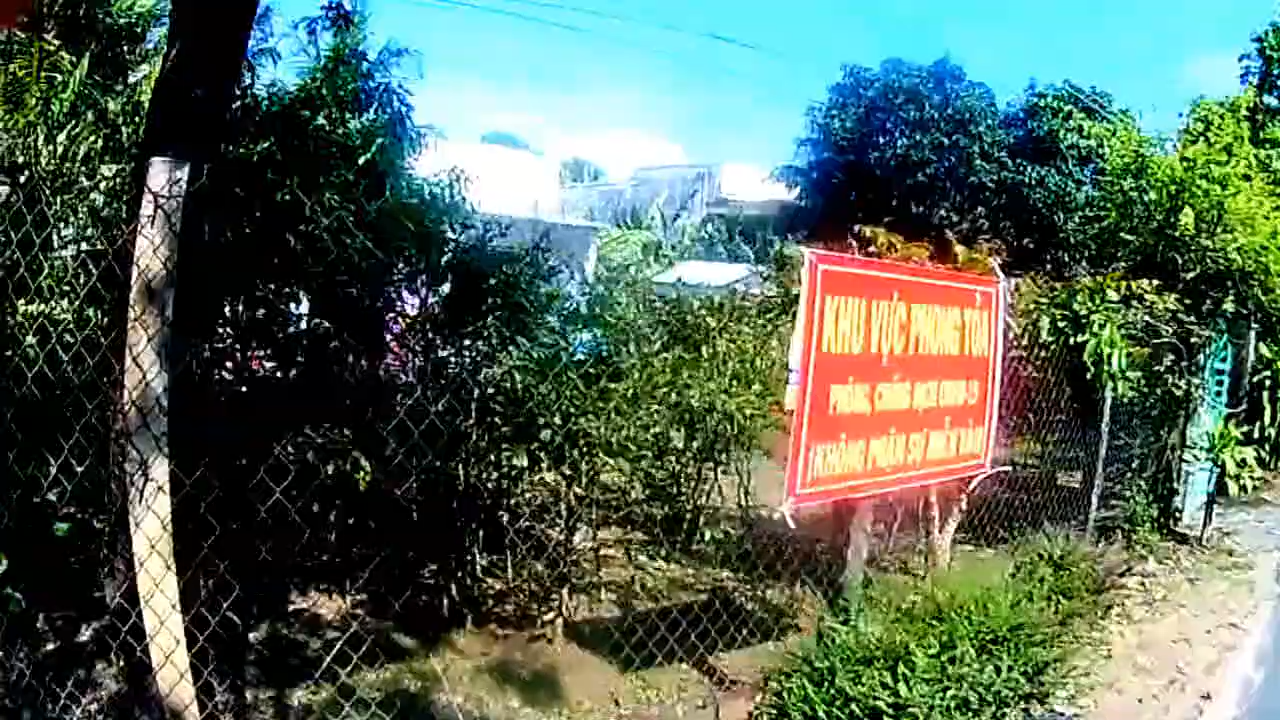 KHU VỰC PHONG TỎA
PHÒNG, CHỐNG DỊCH COVID-19
(KHÔNG PHẬN SỰ MIỄN VÀO)